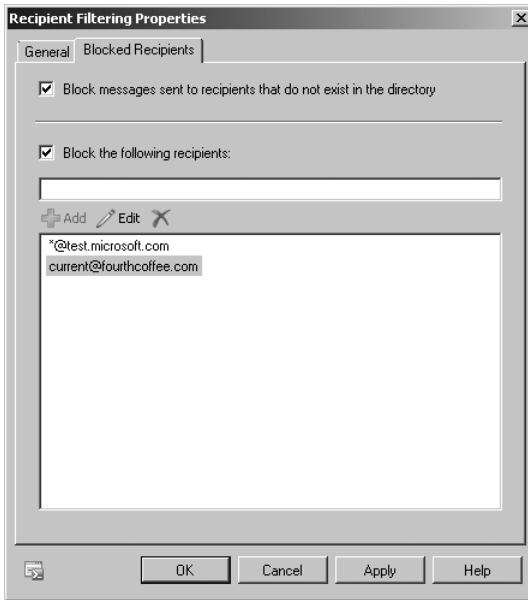 Recipient Filtering Properties
General Blocked Recipients
Block messages sent to recipients that do not exist in the directory
Block the following recipients:
Add Edit
*@test.microsoft.com
current@fourthcoffee.com
OK Cancel Apply Help